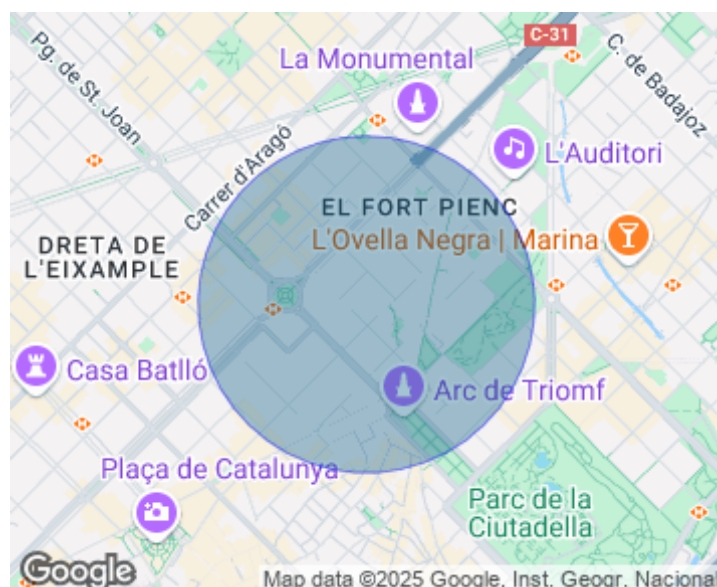 C-31
Pg. de St. Joan
La Monumental
C. de Badajoz
Carrer d'Aragó
L'Auditori
EL FORT PIENC
L'Ovella Negra | Marina
DRETA DE
L'EIXAMPLE
Casa Batlló
Arc de Triomf
Plaça de Catalunya
Parc de la
Ciutadella
Google
Map data ©2025 Google, Inst. Geogr. Nacional